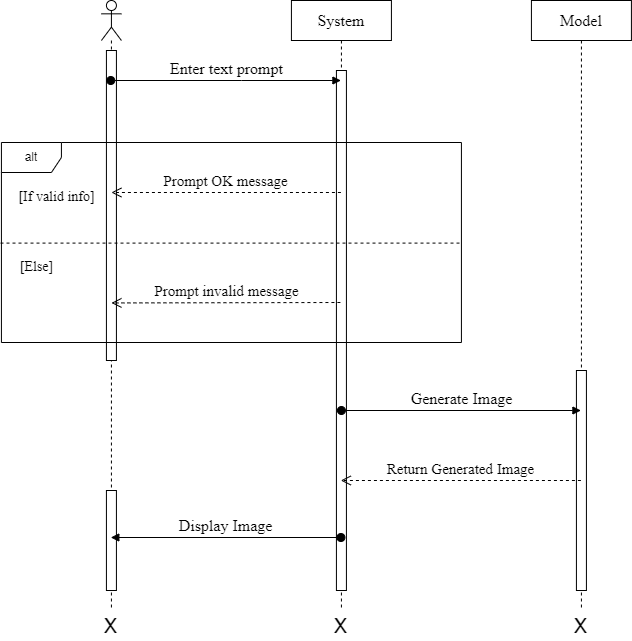 System
Model
Enter text prompt
alt
Prompt OK message
[If valid info]
[Else]
Prompt invalid message
Generate Image
Return Generated Image
Display Image
X
X
X